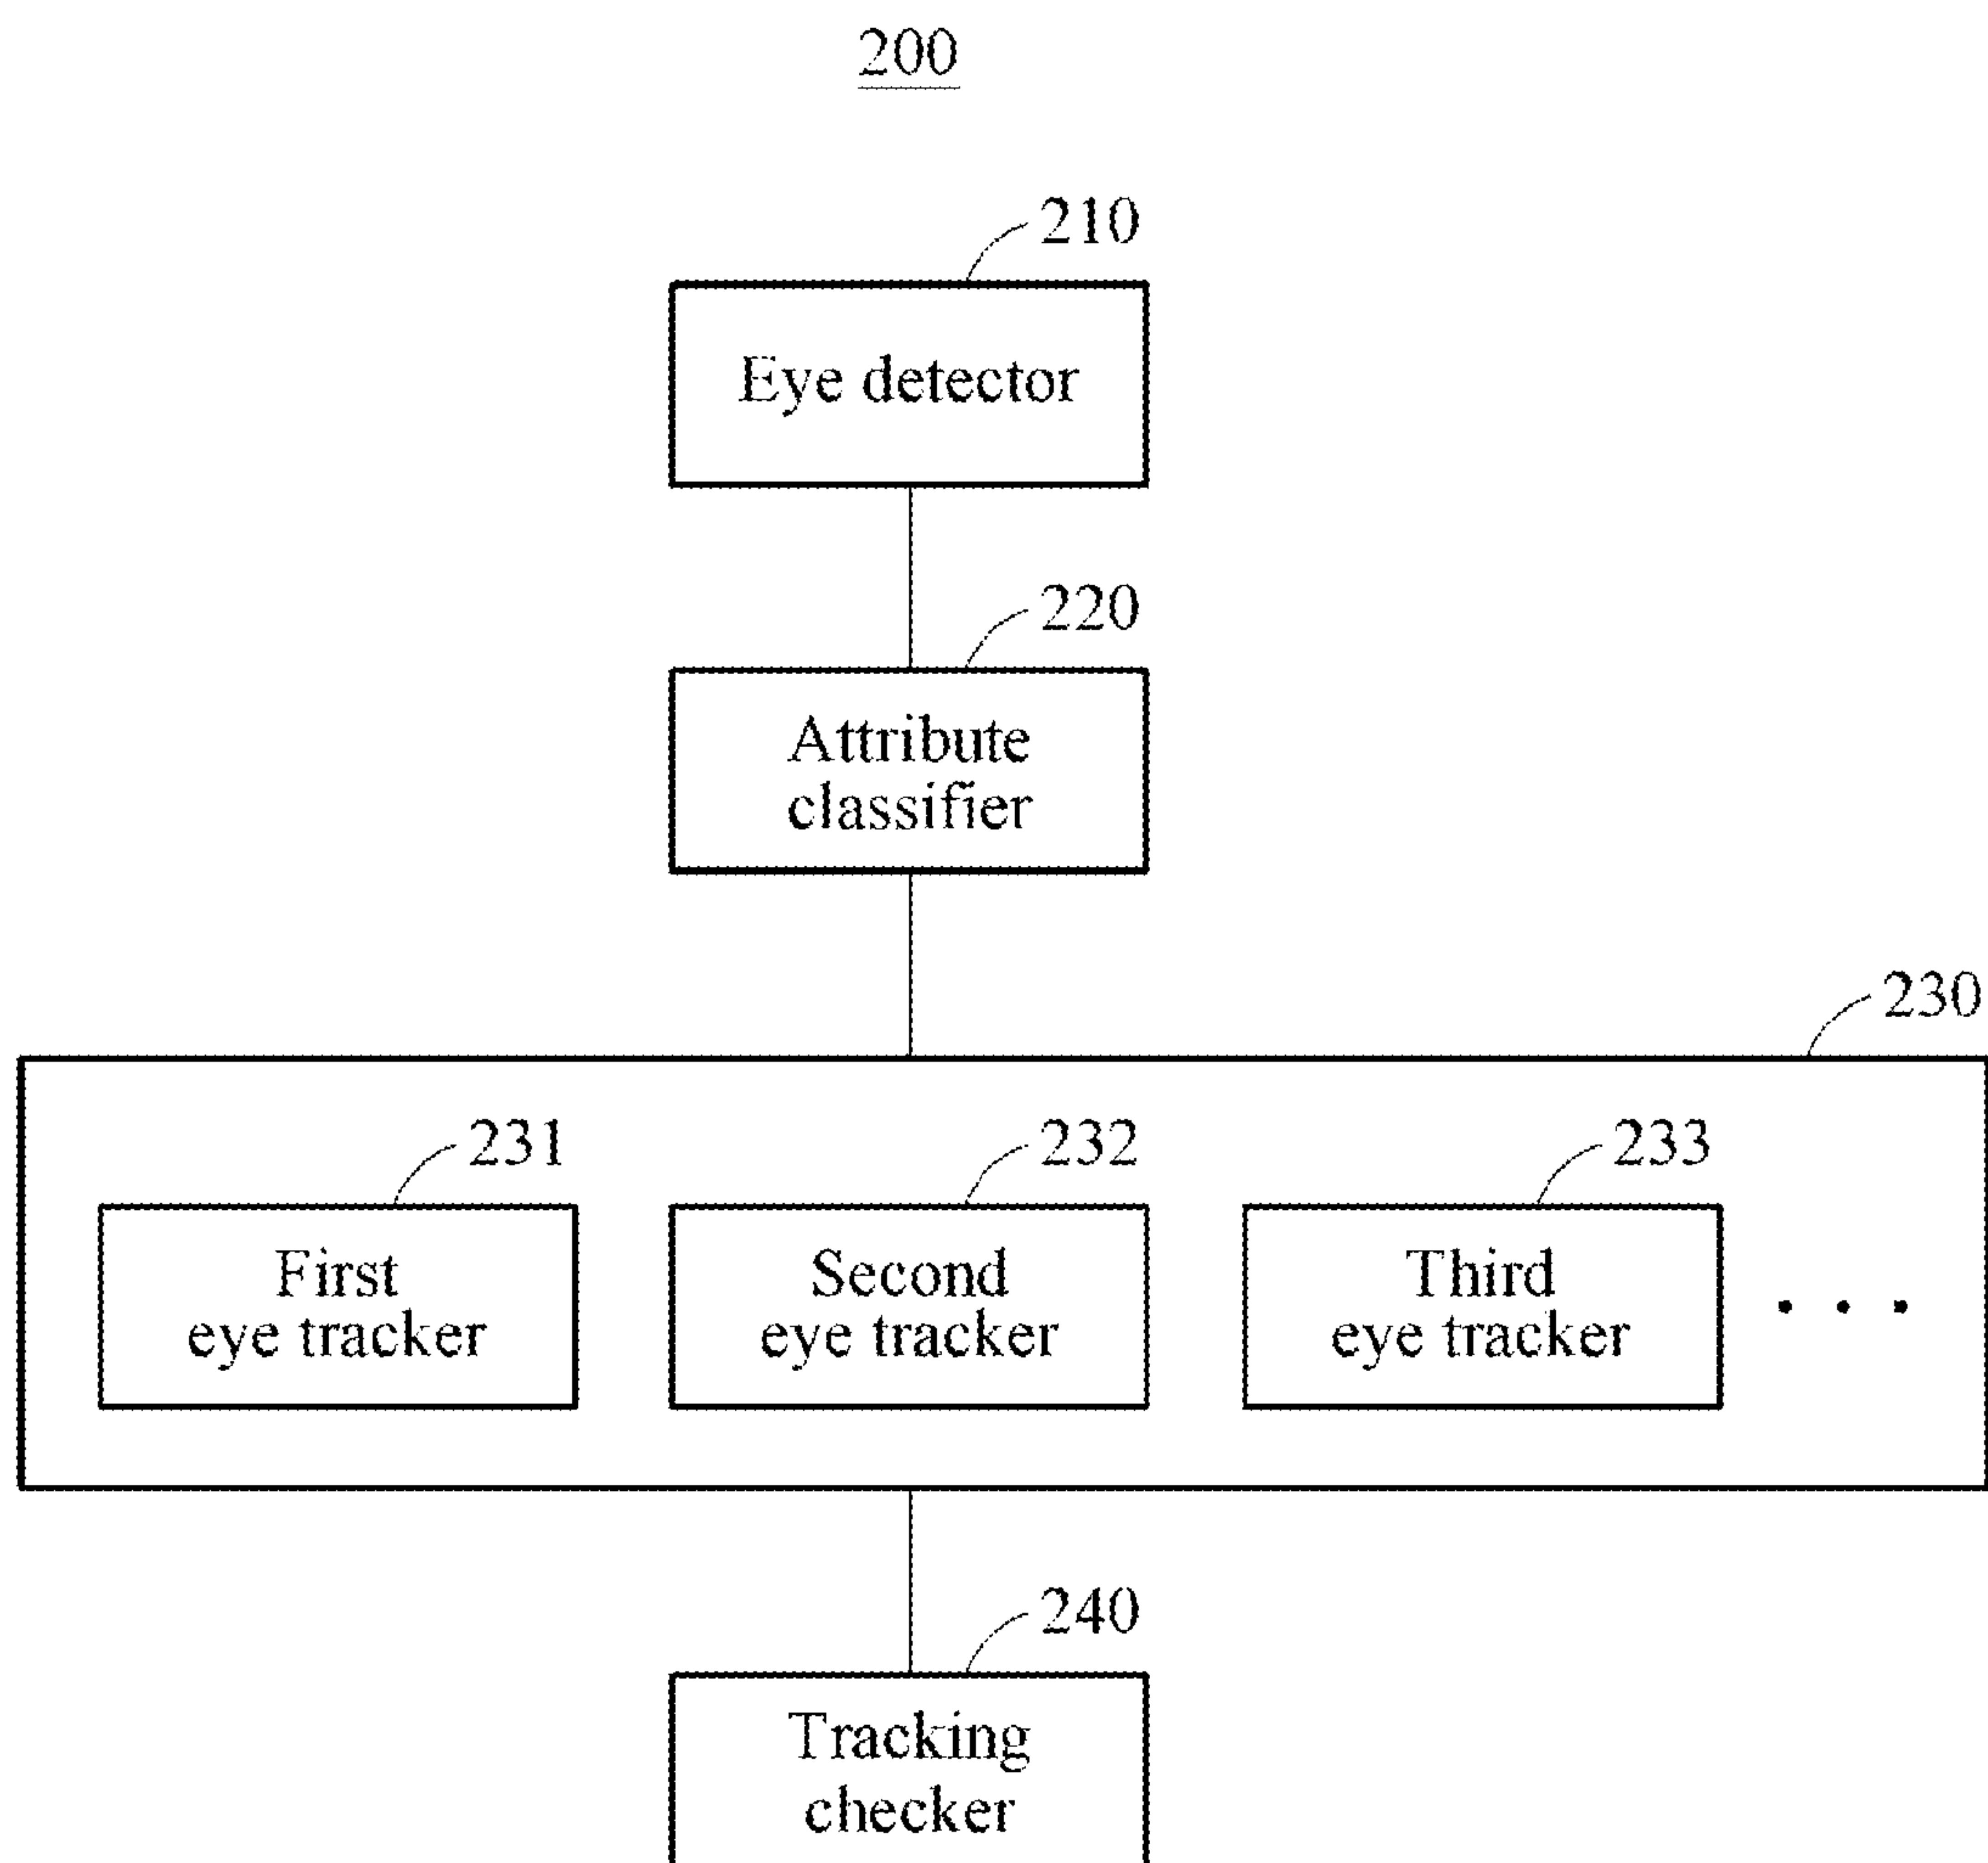 200
210
Eye detector
220
Attribute
classifier
230
231
232
233
First
eye tracker
Second
eye tracker
Third
eye tracker
. . .
240
Tracking
checker